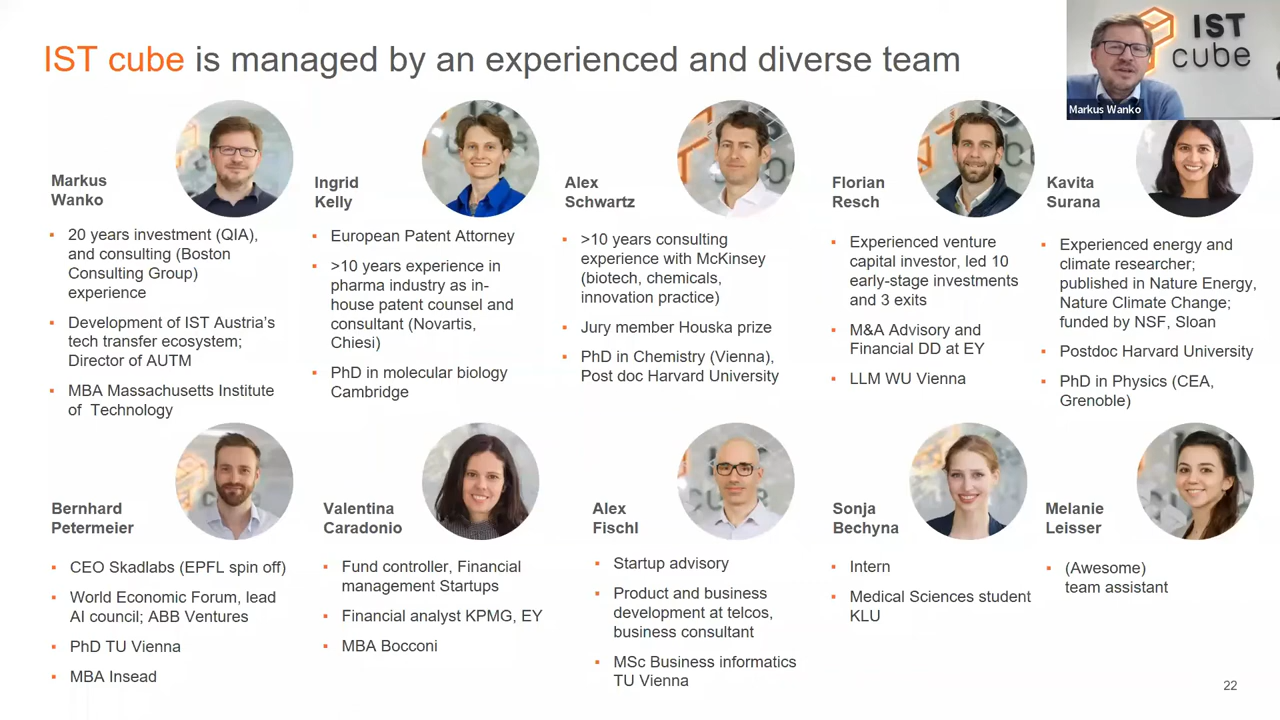 IST cube is managed by an experienced and diverse team
IST
cube
Markus Wanko
Markus
Wanko
20 years investment (QIA),
and consulting (Boston
Consulting Group)
experience
Development of IST Austria’s
tech transfer ecosystem;
Director of AUTM
MBA Massachusetts Institute
of Technology
Ingrid
Kelly
European Patent Attorney
>10 years experience in
pharma industry as in-
house patent counsel and
consultant (Novartis,
Chiesi)
PhD in molecular biology
Cambridge
Alex
Schwartz
>10 years consulting
experience with McKinsey
(biotech, chemicals,
innovation practice)
Jury member Houska prize
PhD in Chemistry (Vienna),
Post doc Harvard University
Florian
Resch
Experienced venture
capital investor, led 10
early-stage investments
and 3 exits
M&A Advisory and
Financial DD at EY
LLM WU Vienna
Kavita
Surana
Experienced energy and
climate researcher;
published in Nature Energy,
Nature Climate Change;
funded by NSF, Sloan
Postdoc Harvard University
PhD in Physics (CEA,
Grenoble)
Bernhard
Petermeier
CEO Skadlabs (EPFL spin off)
World Economic Forum, lead
AI council; ABB Ventures
PhD TU Vienna
MBA Insead
Valentina
Caradonio
Fund controller, Financial
management Startups
Financial analyst KPMG, EY
MBA Bocconi
Alex
Fischl
Startup advisory
Product and business
development at telcos,
business consultant
MSc Business informatics
TU Vienna
Sonja
Bechyna
Intern
Medical Sciences student
KLU
Melanie
Leisser
(Awesome)
team assistant
22